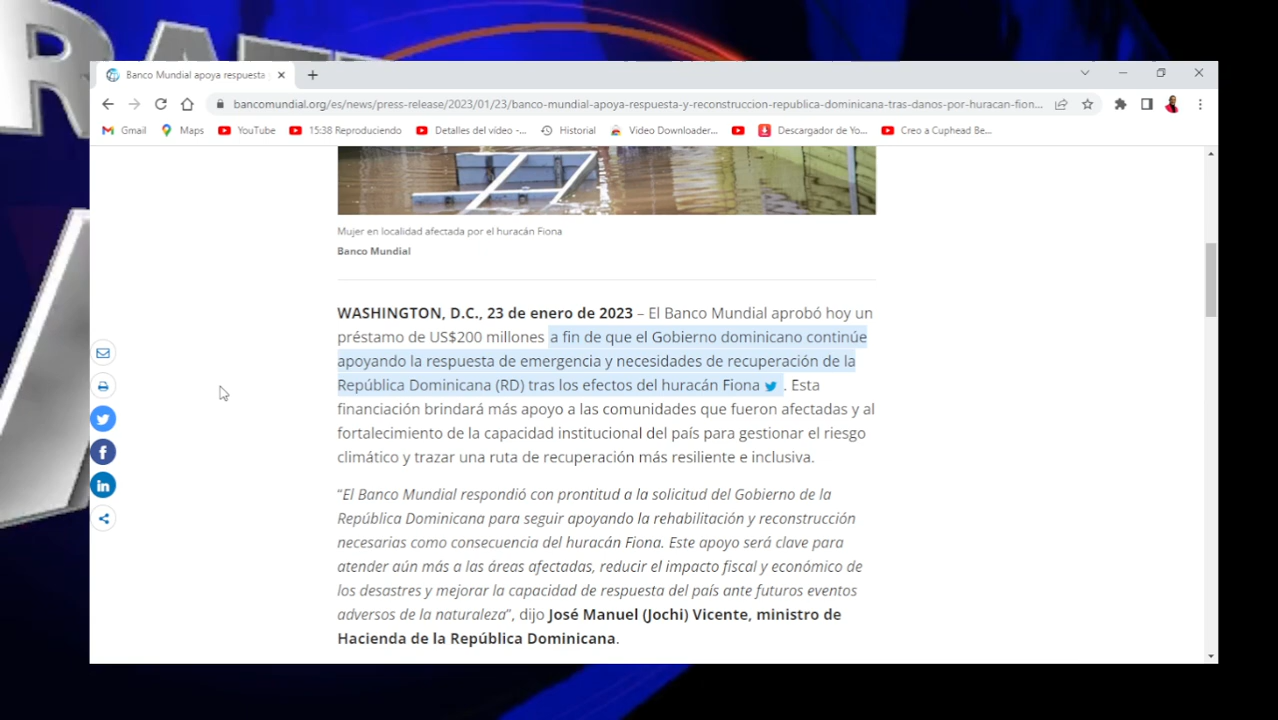 Banco Mundial apoya respuesta
bancomundial.org/es/news/press-release/2023/01/23/banco-mundial-apoya-respuesta-y-reconstruccion-republica-dominicana-tras-danos-por-huracan-fion...
Gmail Maps YouTube 15:38 Reproduciendo Detalles del vídeo -... Historial Video Downloader... Descargador de Yo... Creo a Cuphead Be...
Mujer en localidad afectada por el huracán Fiona
Banco Mundial
WASHINGTON, D.C., 23 de enero de 2023 – El Banco Mundial aprobó hoy un
préstamo de US$200 millones a fin de que el Gobierno dominicano continúe
apoyando la respuesta de emergencia y necesidades de recuperación de la
República Dominicana (RD) tras los efectos del huracán Fiona . Esta
financiación brindará más apoyo a las comunidades que fueron afectadas y al
fortalecimiento de la capacidad institucional del país para gestionar el riesgo
climático y trazar una ruta de recuperación más resiliente e inclusiva.
“El Banco Mundial respondió con prontitud a la solicitud del Gobierno de la
República Dominicana para seguir apoyando la rehabilitación y reconstrucción
necesarias como consecuencia del huracán Fiona. Este apoyo será clave para
atender aún más a las áreas afectadas, reducir el impacto fiscal y económico de
los desastres y mejorar la capacidad de respuesta del país ante futuros eventos
adversos de la naturaleza”, dijo José Manuel (Jochi) Vicente, ministro de
Hacienda de la República Dominicana.